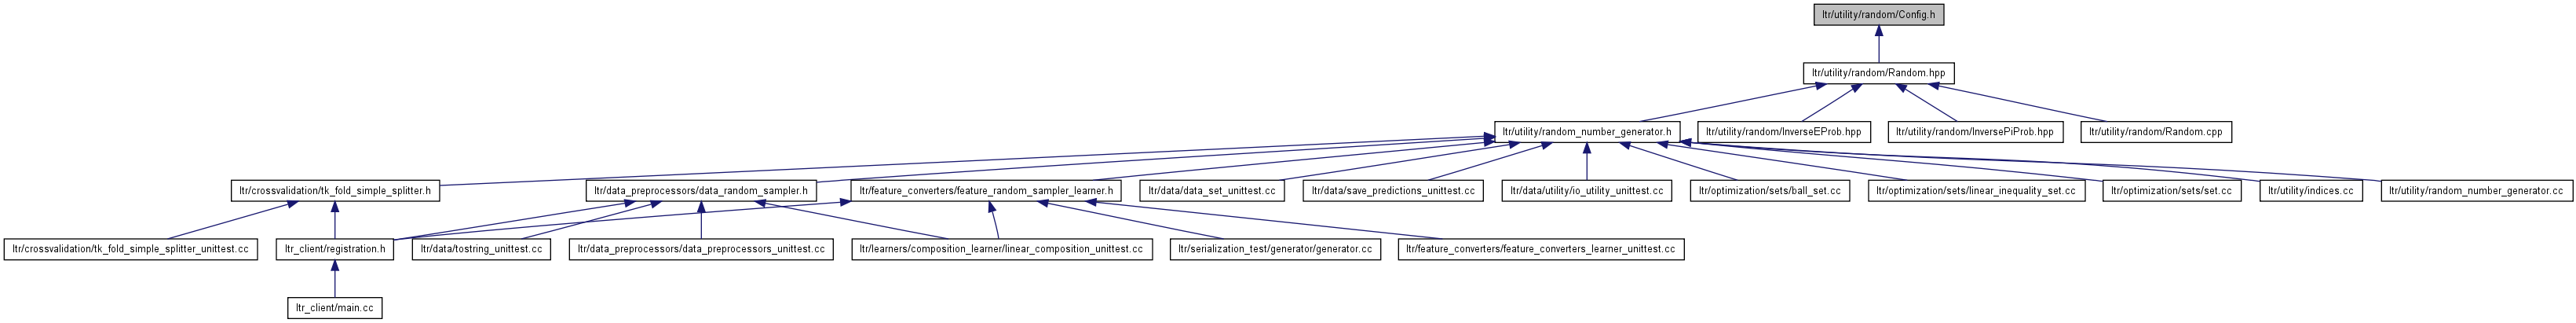 ltr/utility/random/Config.h
ltr/utility/random/Random.hpp
ltr/utility/random_number_generator.h
ltr/utility/random/InverseEProb.hpp
ltr/utility/random/InversePiProb.hpp
ltr/utility/random/Random.cpp
ltr/crossvalidation/tk_fold_simple_splitter.h
ltr/data_preprocessors/data_random_sampler.h
ltr/feature_converters/feature_random_sampler_learner.h
ltr/data/data_set_unittest.cc
ltr/data/save_predictions_unittest.cc
ltr/data/utility/io_utility_unittest.cc
ltr/optimization/sets/ball_set.cc
ltr/optimization/sets/linear_inequality_set.cc
ltr/optimization/sets/set.cc
ltr/utility/indices.cc
ltr/utility/random_number_generator.cc
ltr/crossvalidation/tk_fold_simple_splitter_unittest.cc
ltr_client/registration.h
ltr/data/tostring_unittest.cc
ltr/data_preprocessors/data_preprocessors_unittest.cc
ltr/learners/composition_learner/linear_composition_unittest.cc
ltr/serialization_test/generator/generator.cc
ltr/feature_converters/feature_converters_learner_unittest.cc
ltr_client/main.cc